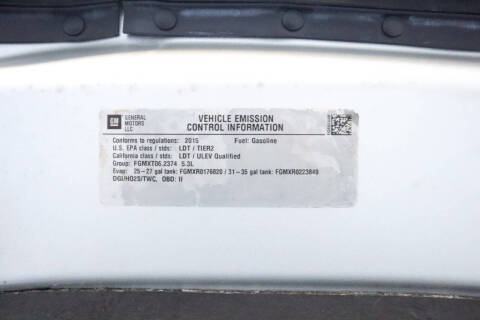 GM GENERAL MOTORS LLC
VEHICLE EMISSION
CONTROL INFORMATION
Conforms to regulations: 2015 Fuel: Gasoline
U.S. EPA class / stds: LDT / TIER2
California class / stds: LDT / ULEV Qualified
Group: FGMXT06.2374 5.3L
Evap: 25-27 gal tank: FGMXR0176820 / 31-35 gal tank: FGMXR0223849
DGI/HO2S/TWC, OBD: II